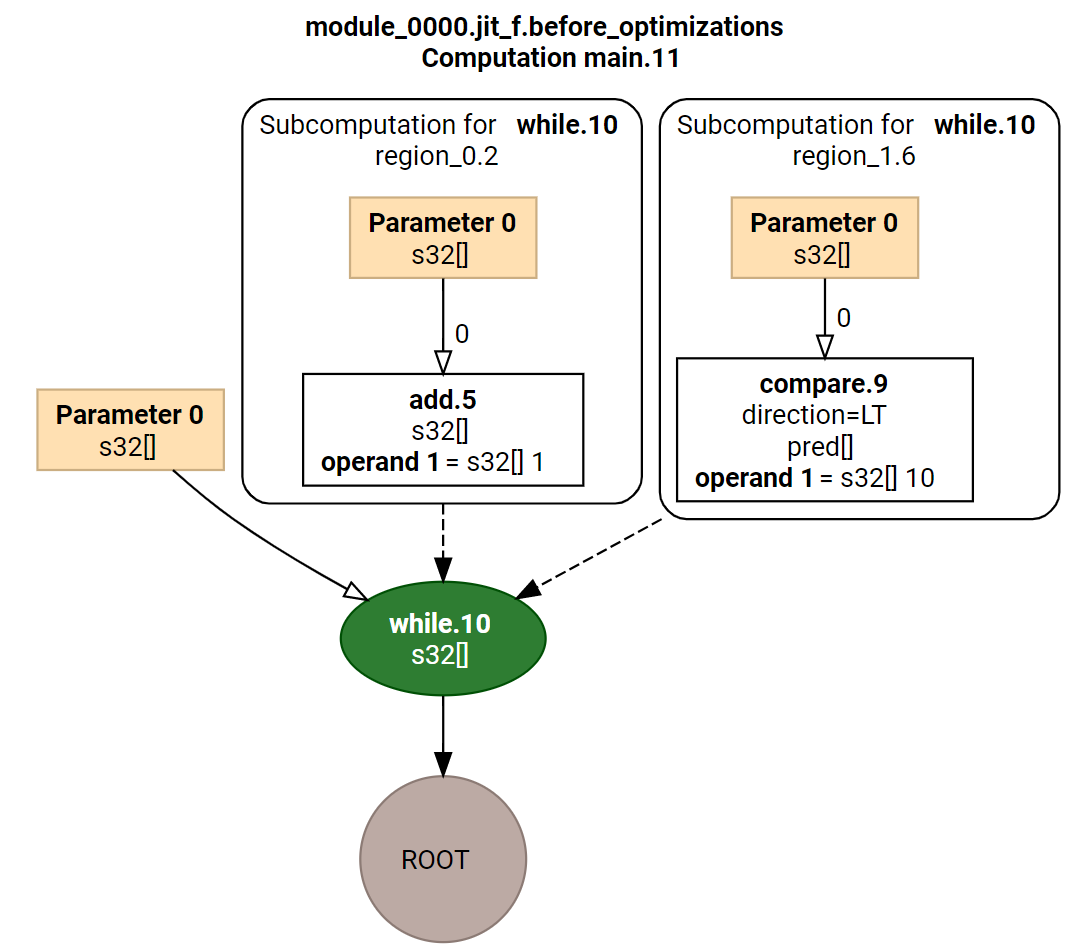 module_0000.jit_f.before_optimizations
Computation main.11
Subcomputation for while.10
region_0.2
Parameter 0
s32[]
0
add.5
s32[]
operand 1 = s32[] 1
Subcomputation for while.10
region_1.6
Parameter 0
s32[]
0
compare.9
direction=LT
pred[]
operand 1 = s32[] 10
Parameter 0
s32[]
while.10
s32[]
ROOT